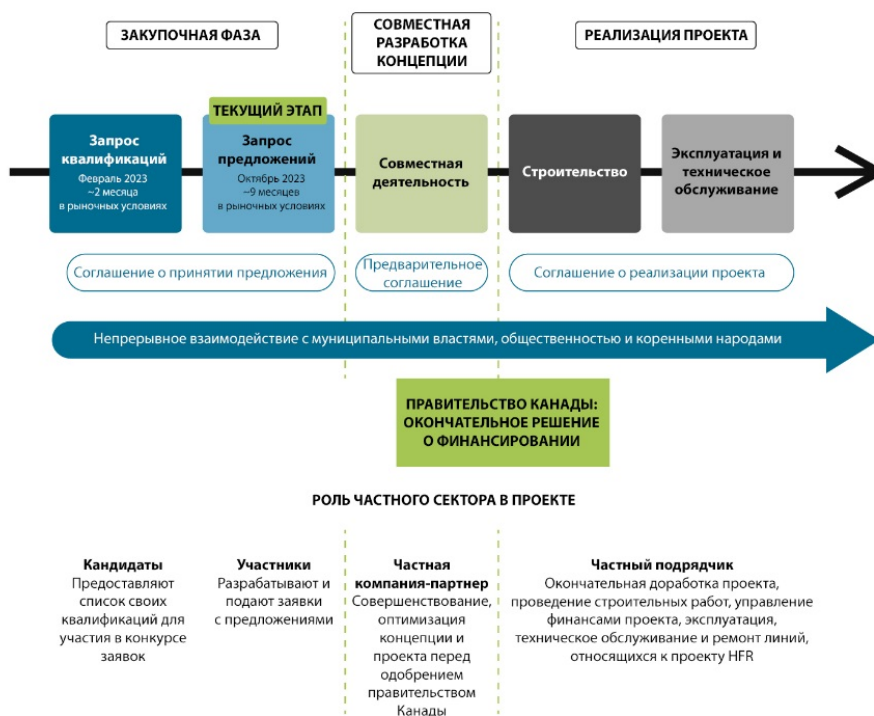 ЗАКУПОЧНАЯ ФАЗА
СОВМЕСТНАЯ
РАЗРАБОТКА
КОНЦЕПЦИИ
РЕАЛИЗАЦИЯ ПРОЕКТА
ТЕКУЩИЙ ЭТАП
Запрос
квалификаций
Февраль 2023
~2 месяца
в рыночных условиях
Запрос
предложений
Октябрь 2023
~9 месяцев
в рыночных условиях
Совместная
деятельность
Строительство
Эксплуатация и
техническое
обслуживание
Соглашение о принятии предложения
Предварительное
соглашение
Соглашение о реализации проекта
Непрерывное взаимодействие с муниципальными властями, общественностью и коренными народами
ПРАВИТЕЛЬСТВО КАНАДЫ:
ОКОНЧАТЕЛЬНОЕ РЕШЕНИЕ
О ФИНАНСИРОВАНИИ
РОЛЬ ЧАСТНОГО СЕКТОРА В ПРОЕКТЕ
Кандидаты
Предоставляют
список своих
квалификаций для
участия в конкурсе
заявок
Участники
Разрабатывают и
подают заявки
с предложениями
Частная
компания-партнер
Совершенствование,
оптимизация
концепции и
проекта перед
одобрением
правительством
Канады
Частный подрядчик
Окончательная доработка проекта,
проведение строительных работ, управление
финансами проекта, эксплуатация,
техническое обслуживание и ремонт линий,
относящихся к проекту HFR